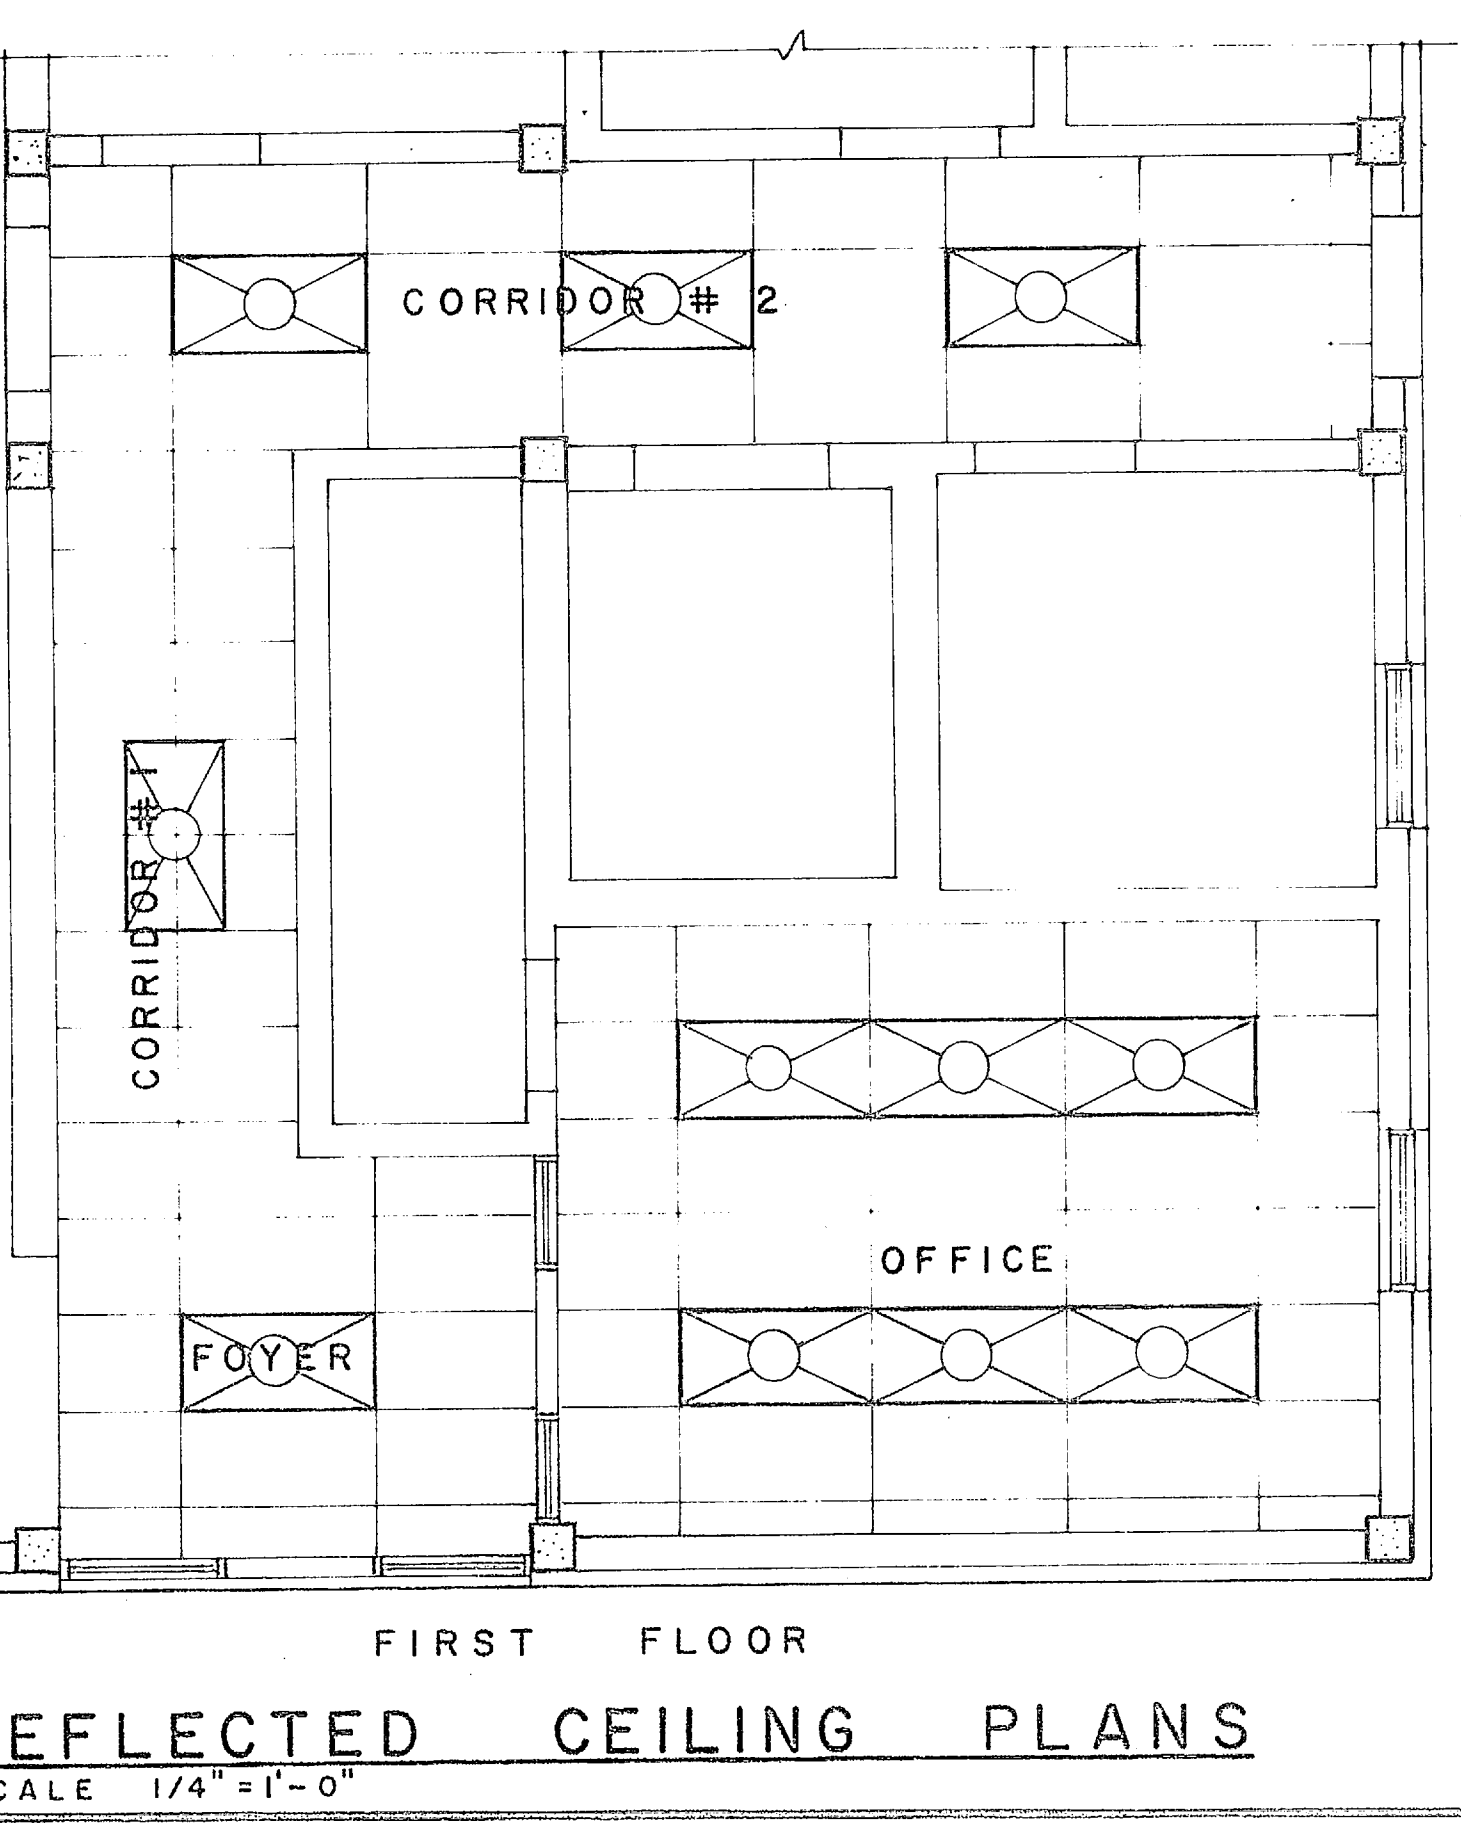 CORRIDOR # 2
CORRIDOR #1
OFFICE
FOYER
FIRST FLOOR
EFLECTED CEILING PLANS
CALE 1/4" = 1'-0"